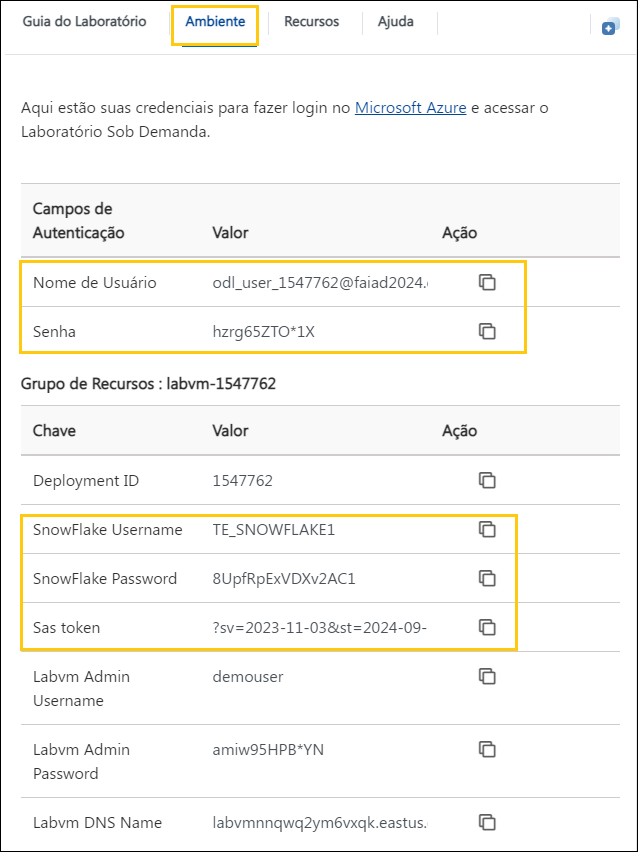 Guia do Laboratório Ambiente Recursos Ajuda
Aqui estão suas credenciais para fazer login no Microsoft Azure e acessar o
Laboratório Sob Demanda.
Campos de
Autenticação Valor Ação
Nome de Usuário odl_user_1547762@faiad2024.
Senha hzrg65ZTO*1X
Grupo de Recursos : labvm-1547762
Chave Valor Ação
Deployment ID 1547762
SnowFlake Username TE_SNOWFLAKE1
SnowFlake Password 8UpfRpExVDXv2AC1
Sas token ?sv=2023-11-03&st=2024-09-
Labvm Admin
Username demouser
Labvm Admin
Password amiw95HPB*YN
Labvm DNS Name labvmnnqwq2ym6vxqk.eastus.